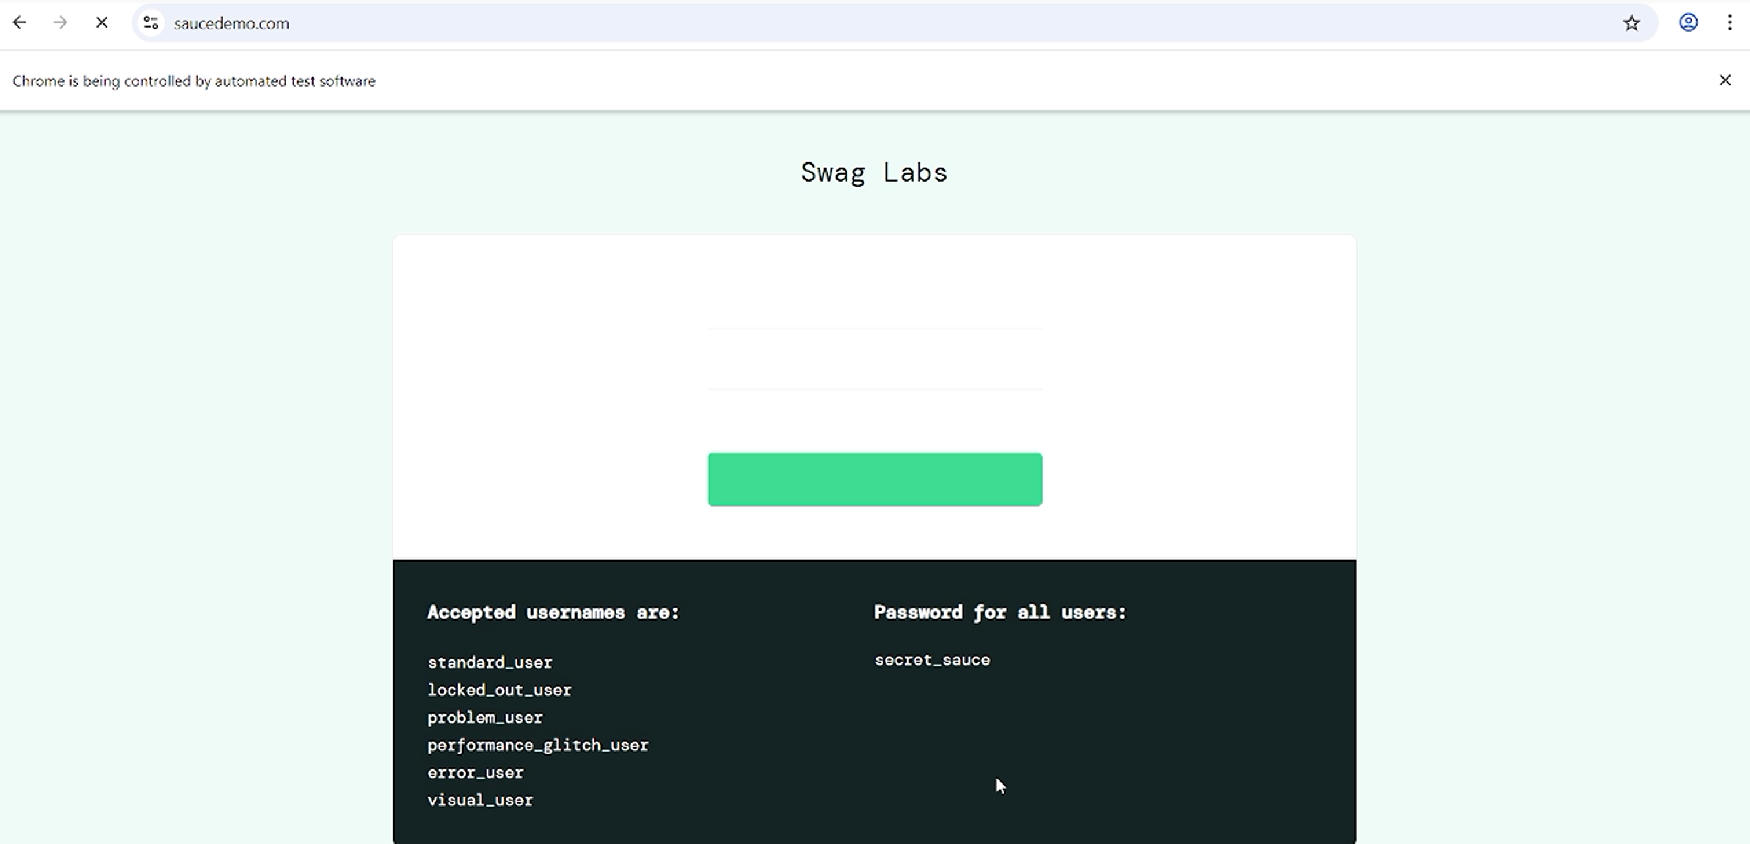 saucedemo.com
Chrome is being controlled by automated test software
Swag Labs
Accepted usernames are:
standard_user
locked_out_user
problem_user
performance_glitch_user
error_user
visual_user
Password for all users:
secret_sauce